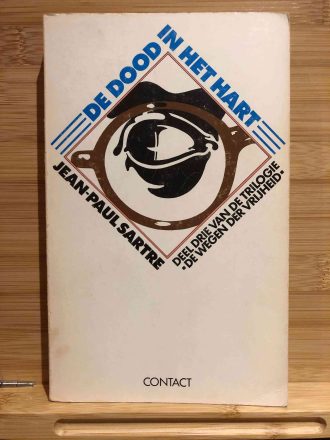 DE DOOD
IN HET HART
JEAN-PAUL SARTRE
DEEL DRIE VAN DE TRILOGIE
•DE WEGEN DER VRIJHEID•
CONTACT